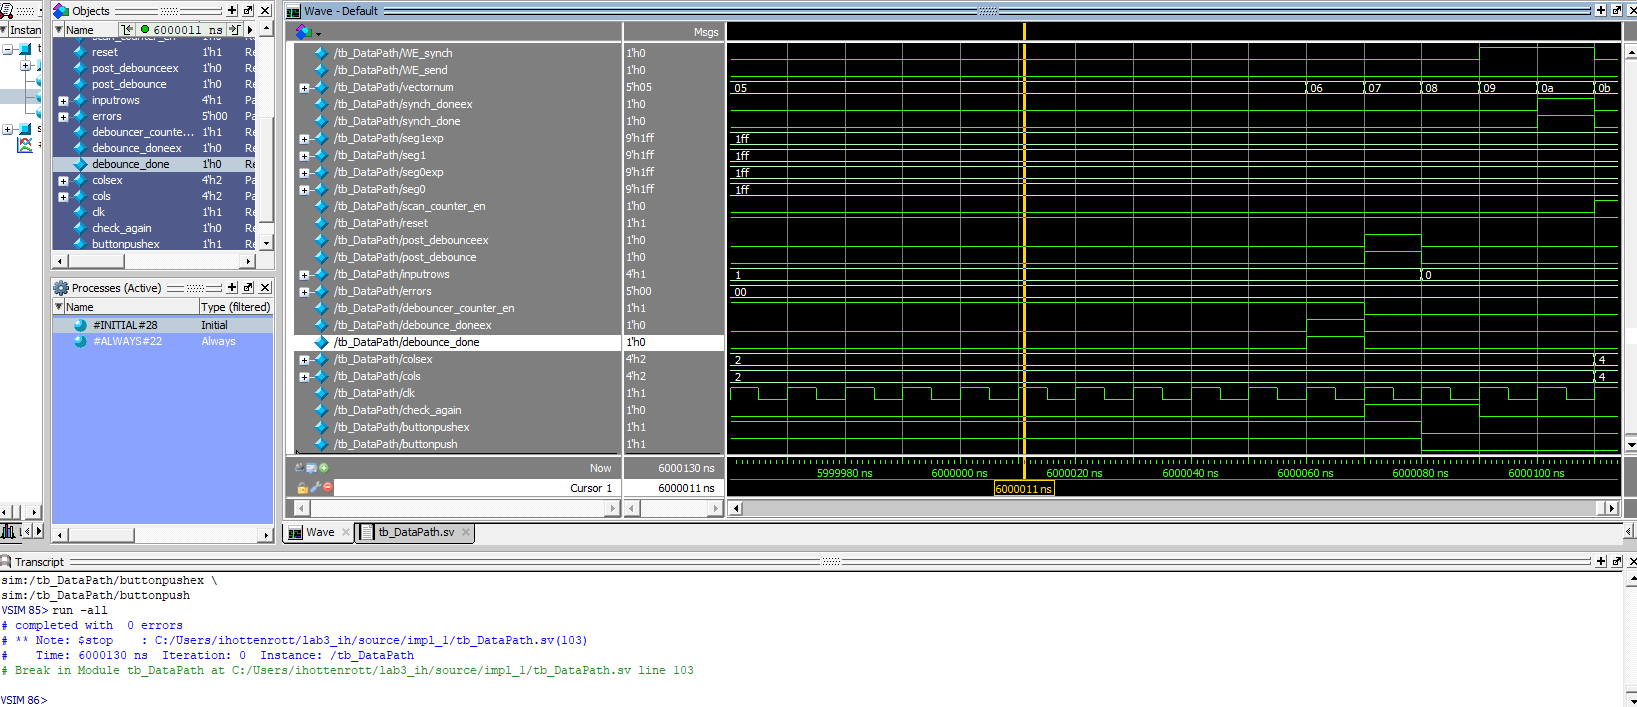 Objects
Wave - Default
Instan
Name
6000011 ns
reset 1'h1 Re
post_debounceex 1'h0 Re
post_debounce 1'h0 Re
inputrows 4'h1 Pa
errors 5'h00 Pa
debouncer_counte... 1'h1 Re
debounce_doneex 1'h0 Re
debounce_done 1'h0 Re
colsex 4'h2 Pa
cols 4'h2 Pa
clk 1'h1 Re
check_again 1'h0 Re
buttonpushex 1'h1 Re
Processes (Active)
Name Type (filtered)
#INITIAL#28 Initial
#ALWAYS#22 Always
Msgs
/tb_DataPath/WE_synch 1'h0
/tb_DataPath/WE_send 1'h0
/tb_DataPath/vectornum 5'h05 05 06 07 08 09 0a 0b
/tb_DataPath/synch_doneex 1'h0
/tb_DataPath/synch_done 1'h0
/tb_DataPath/seg1exp 9'h1ff 1ff
/tb_DataPath/seg1 9'h1ff 1ff
/tb_DataPath/seg0exp 9'h1ff 1ff
/tb_DataPath/seg0 9'h1ff 1ff
/tb_DataPath/scan_counter_en 1'h0
/tb_DataPath/reset 1'h1
/tb_DataPath/post_debounceex 1'h0
/tb_DataPath/post_debounce 1'h0
/tb_DataPath/inputrows 4'h1 1 0
/tb_DataPath/errors 5'h00 00
/tb_DataPath/debouncer_counter_en 1'h1
/tb_DataPath/debounce_doneex 1'h0
/tb_DataPath/debounce_done 1'h0
/tb_DataPath/colsex 4'h2 2 4
/tb_DataPath/cols 4'h2 2 4
/tb_DataPath/clk 1'h1
/tb_DataPath/check_again 1'h0
/tb_DataPath/buttonpushex 1'h1
/tb_DataPath/buttonpush 1'h1
Now 6000130 ns 5999980 ns 6000000 ns 6000020 ns 6000040 ns 6000060 ns 6000080 ns 6000100 ns
Cursor 1 6000011 ns 6000011 ns
Wave tb_DataPath.sv
Transcript
sim:/tb_DataPath/buttonpushex \
sim:/tb_DataPath/buttonpush
VSIM 85> run -all
# completed with 0 errors
# ** Note: $stop : C:/Users/ihottenrott/lab3_ih/source/impl_1/tb_DataPath.sv(103)
# Time: 6000130 ns Iteration: 0 Instance: /tb_DataPath
# Break in Module tb_DataPath at C:/Users/ihottenrott/lab3_ih/source/impl_1/tb_DataPath.sv line 103
VSIM 86>